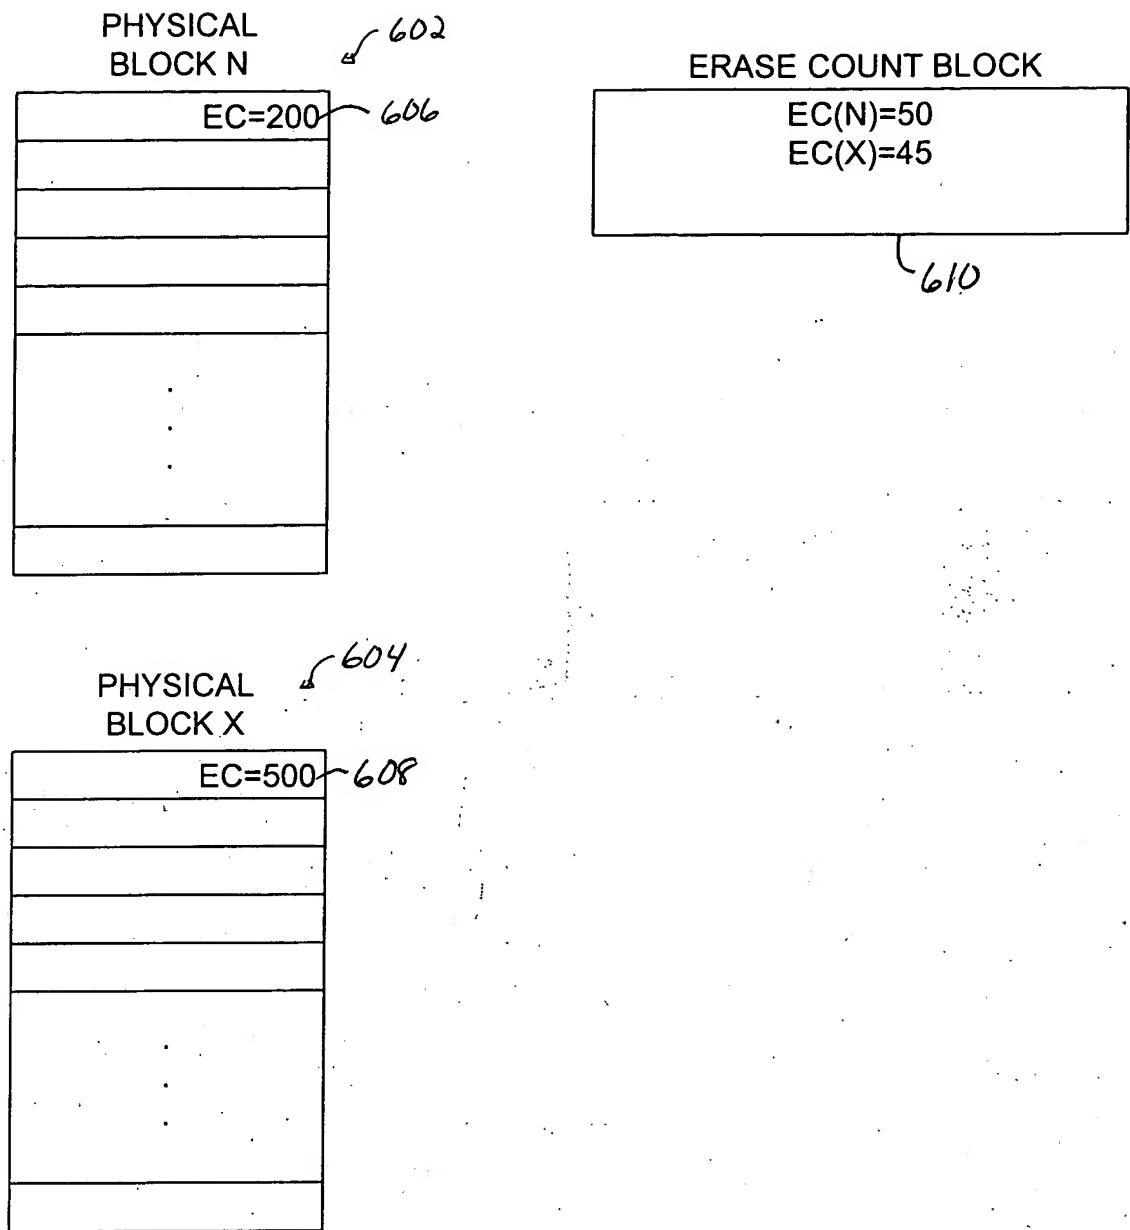 PHYSICAL
BLOCK N
602
EC=200
606
ERASE COUNT BLOCK
EC(N)=50
EC(X)=45
610
PHYSICAL
BLOCK X
604
EC=500
608